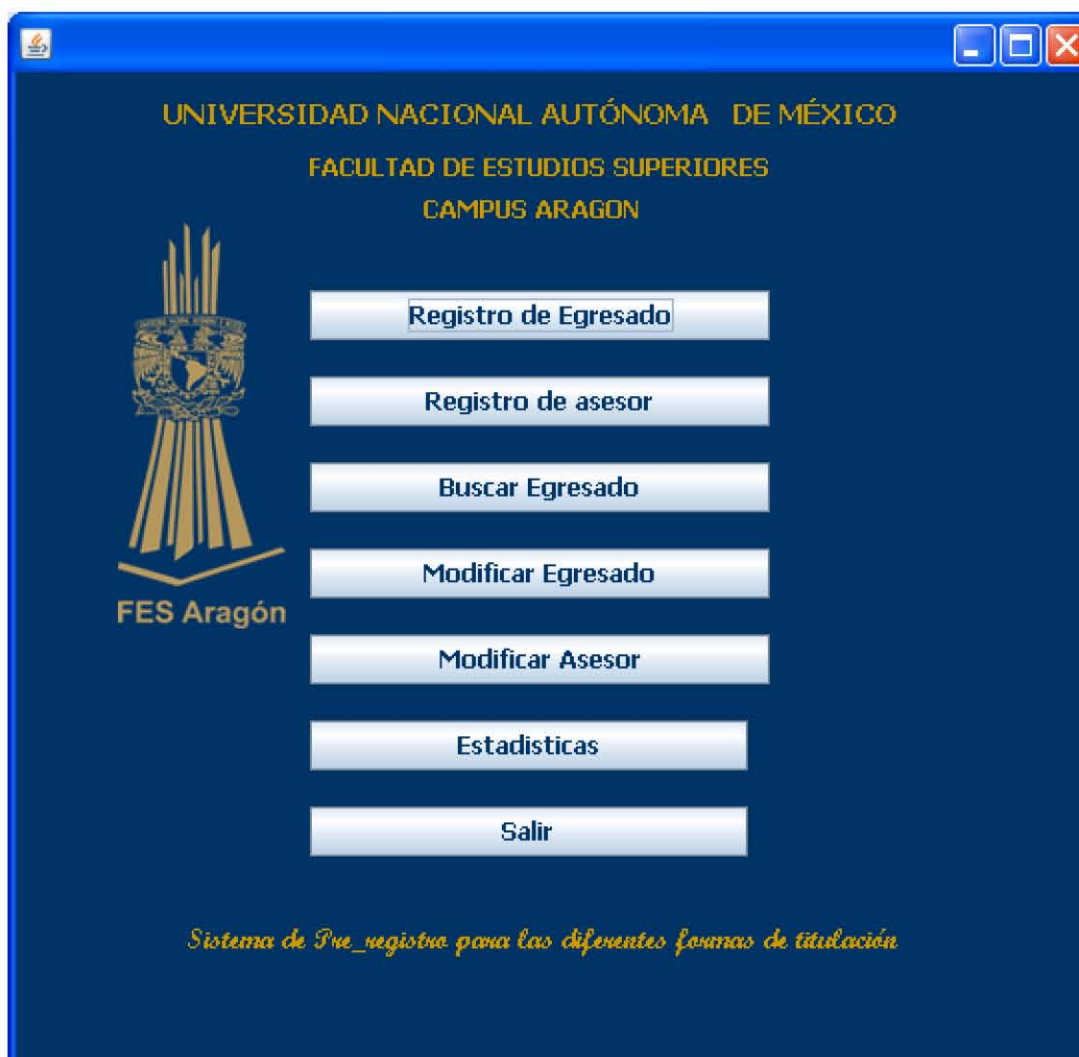 UNIVERSIDAD NACIONAL AUTÓNOMA DE MÉXICO
FACULTAD DE ESTUDIOS SUPERIORES
CAMPUS ARAGON
Registro de Egresado
Registro de asesor
Buscar Egresado
Modificar Egresado
FES Aragón
Modificar Asesor
Estadisticas
Salir
Sistema de Pre_registro para las diferentes formas de titulación